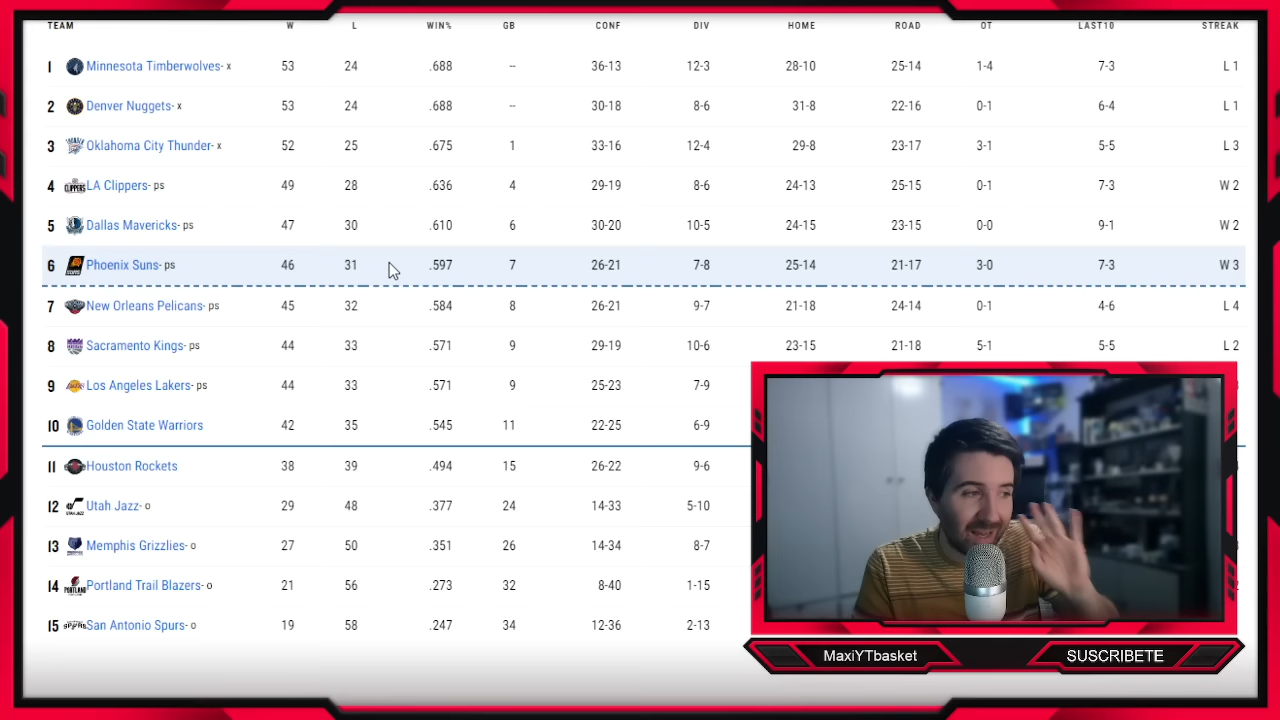 TEAM W L WIN% GB CONF DIV HOME ROAD OT LAST10 STREAK
1 Minnesota Timberwolves- x 53 24 .688 -- 36-13 12-3 28-10 25-14 1-4 7-3 L 1
2 Denver Nuggets- x 53 24 .688 -- 30-18 8-6 31-8 22-16 0-1 6-4 L 1
3 Oklahoma City Thunder- x 52 25 .675 1 33-16 12-4 29-8 23-17 3-1 5-5 L 3
4 LA Clippers- ps 49 28 .636 4 29-19 8-6 24-13 25-15 0-1 7-3 W 2
5 Dallas Mavericks- ps 47 30 .610 6 30-20 10-5 24-15 23-15 0-0 9-1 W 2
6 Phoenix Suns- ps 46 31 .597 7 26-21 7-8 25-14 21-17 3-0 7-3 W 3
7 New Orleans Pelicans- ps 45 32 .584 8 26-21 9-7 21-18 24-14 0-1 4-6 L 4
8 Sacramento Kings- ps 44 33 .571 9 29-19 10-6 23-15 21-18 5-1 5-5 L 2
9 Los Angeles Lakers- ps 44 33 .571 9 25-23 7-9
10 Golden State Warriors 42 35 .545 11 22-25 6-9
11 Houston Rockets 38 39 .494 15 26-22 9-6
12 Utah Jazz- o 29 48 .377 24 14-33 5-10
13 Memphis Grizzlies- o 27 50 .351 26 14-34 8-7
14 Portland Trail Blazers- o 21 56 .273 32 8-40 1-15
15 San Antonio Spurs- o 19 58 .247 34 12-36 2-13
MaxiYTbasket SUSCRIBETE